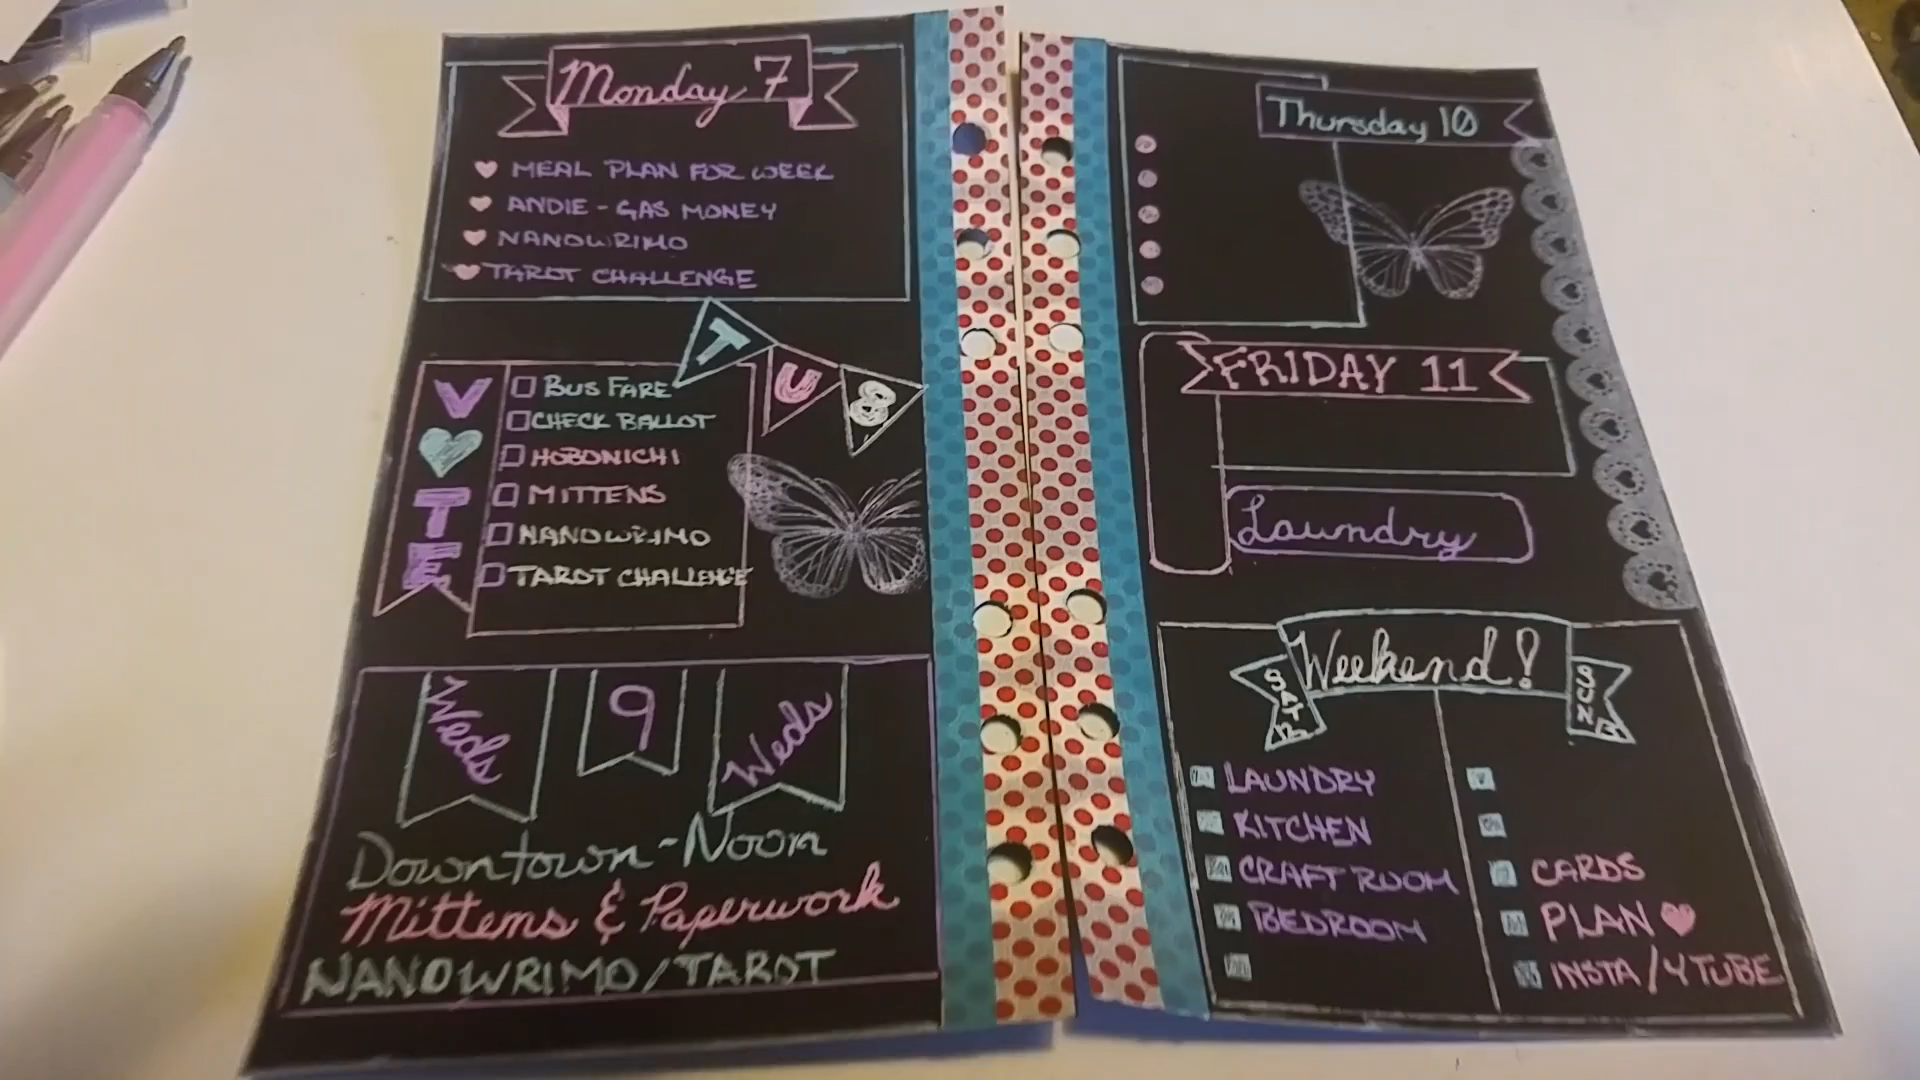 Monday 7
MEAL PLAN FOR WEEK
ANDIE - GAS MONEY
NANOWRIMO
TAROT CHALLENGE
T U 8
V
T
E
BUS FARE
CHECK BALLOT
HOBONICHI
MITTENS
NANOWRIMO
TAROT CHALLENGE
Weds 9 Weds
Downtown - Noon
Mittens & Paperwork
NANOWRIMO/TAROT
Thursday 10
FRIDAY 11
Laundry
Weekend!
SAT 12
SUN 13
LAUNDRY
KITCHEN
CRAFT ROOM
BEDROOM
CARDS
PLAN
INSTA/YTUBE